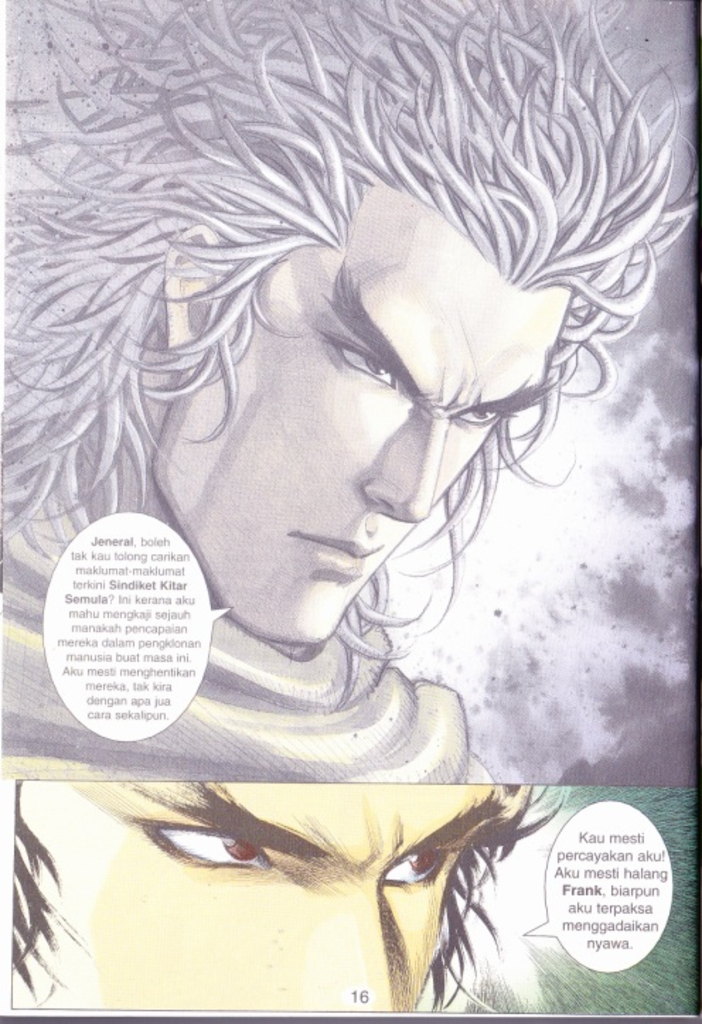 Jeneral, boleh
tak kau tolong carikan
maklumat-maklumat
terkini Sindiket Kitar
Semula? Ini kerana aku
mahu mengkaji sejauh
manakah pencapaian
mereka dalam pengklonan
manusia buat masa ini.
Aku mesti menghentikan
mereka, tak kira
dengan apa jua
cara sekalipun.
Kau mesti
percayakan aku!
Aku mesti halang
Frank, biarpun
aku terpaksa
menggadaikan
nyawa.
16